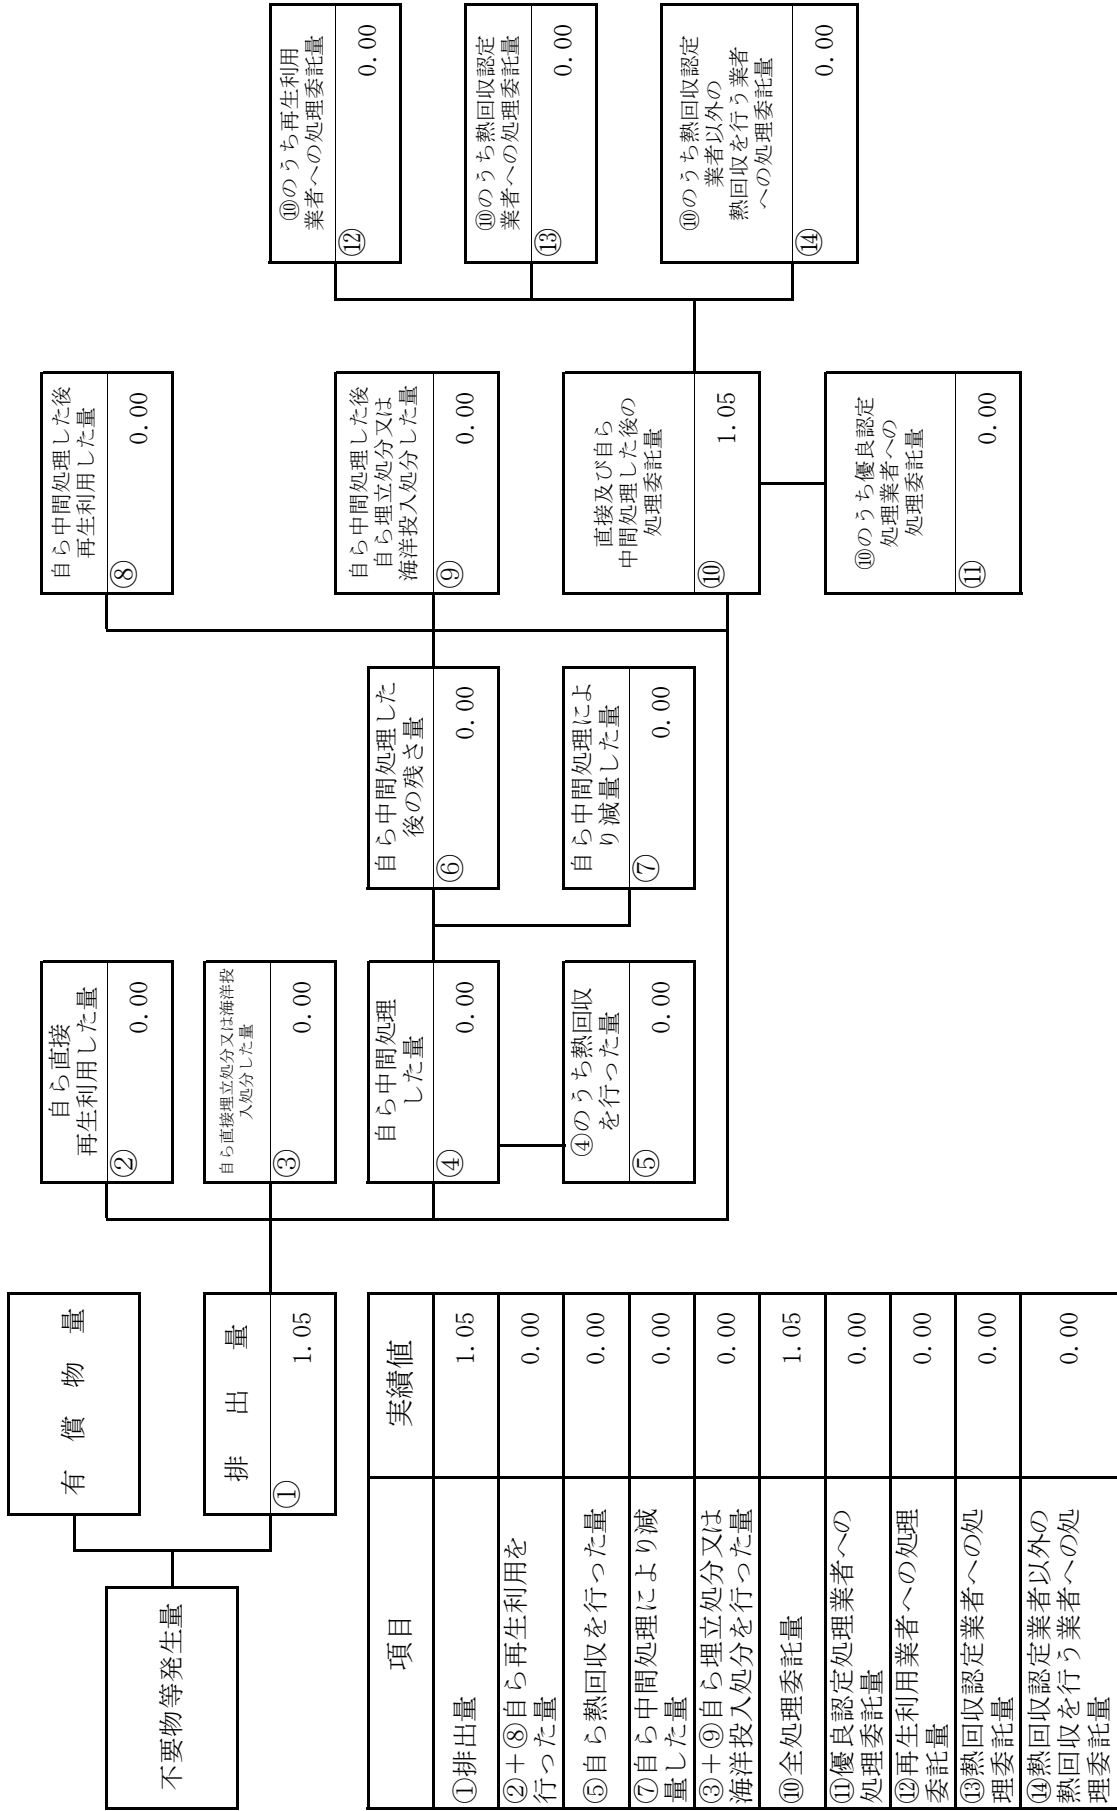 不要物等発生量
有償物量
排出量
①
1.05
自ら直接
再生利用した量
②
0.00
自ら直接埋立処分又は海洋投
入処分した量
③
0.00
自ら中間処理
した量
④
0.00
④のうち熱回収
を行った量
⑤
0.00
自ら中間処理した
後の残さ量
⑥
0.00
自ら中間処理によ
り減量した量
⑦
0.00
自ら中間処理した後
再生利用した量
⑧
0.00
自ら中間処理した後
自ら埋立処分又は
海洋投入処分した量
⑨
0.00
直接及び自ら
中間処理した後の
処理委託量
⑩
1.05
⑩のうち優良認定
処理業者への
処理委託量
⑪
0.00
⑩のうち再生利用
業者への処理委託量
⑫
0.00
⑩のうち熱回収認定
業者への処理委託量
⑬
0.00
⑩のうち熱回収認定
業者以外の
熱回収を行う業者
への処理委託量
⑭
0.00
項目
実績値
①排出量
1.05
②＋⑧自ら再生利用を
行った量
0.00
⑤自ら熱回収を行った量
0.00
⑦自ら中間処理により減
量した量
0.00
③＋⑨自ら埋立処分又は
海洋投入処分を行った量
0.00
⑩全処理委託量
1.05
⑪優良認定処理業者への
処理委託量
0.00
⑫再生利用業者への処理
委託量
0.00
⑬熱回収認定業者への処
理委託量
0.00
⑭熱回収認定業者以外の
熱回収を行う業者への処
理委託量
0.00